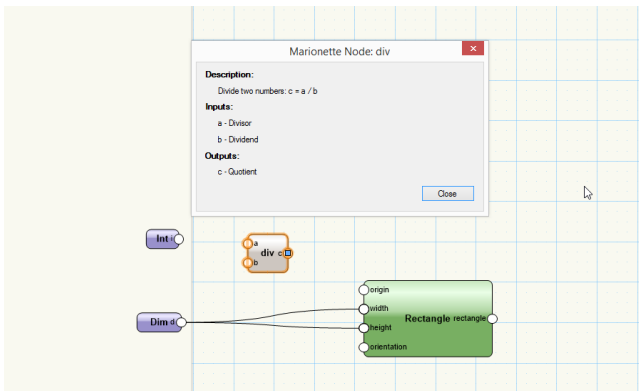 Marionette Node: div
Description:
Divide two numbers: c = a / b
Inputs:
a - Divisor
b - Dividend
Outputs:
c - Quotient
Close
Int i
a
div c
b
origin
width
Dim d
Rectangle rectangle
height
orientation